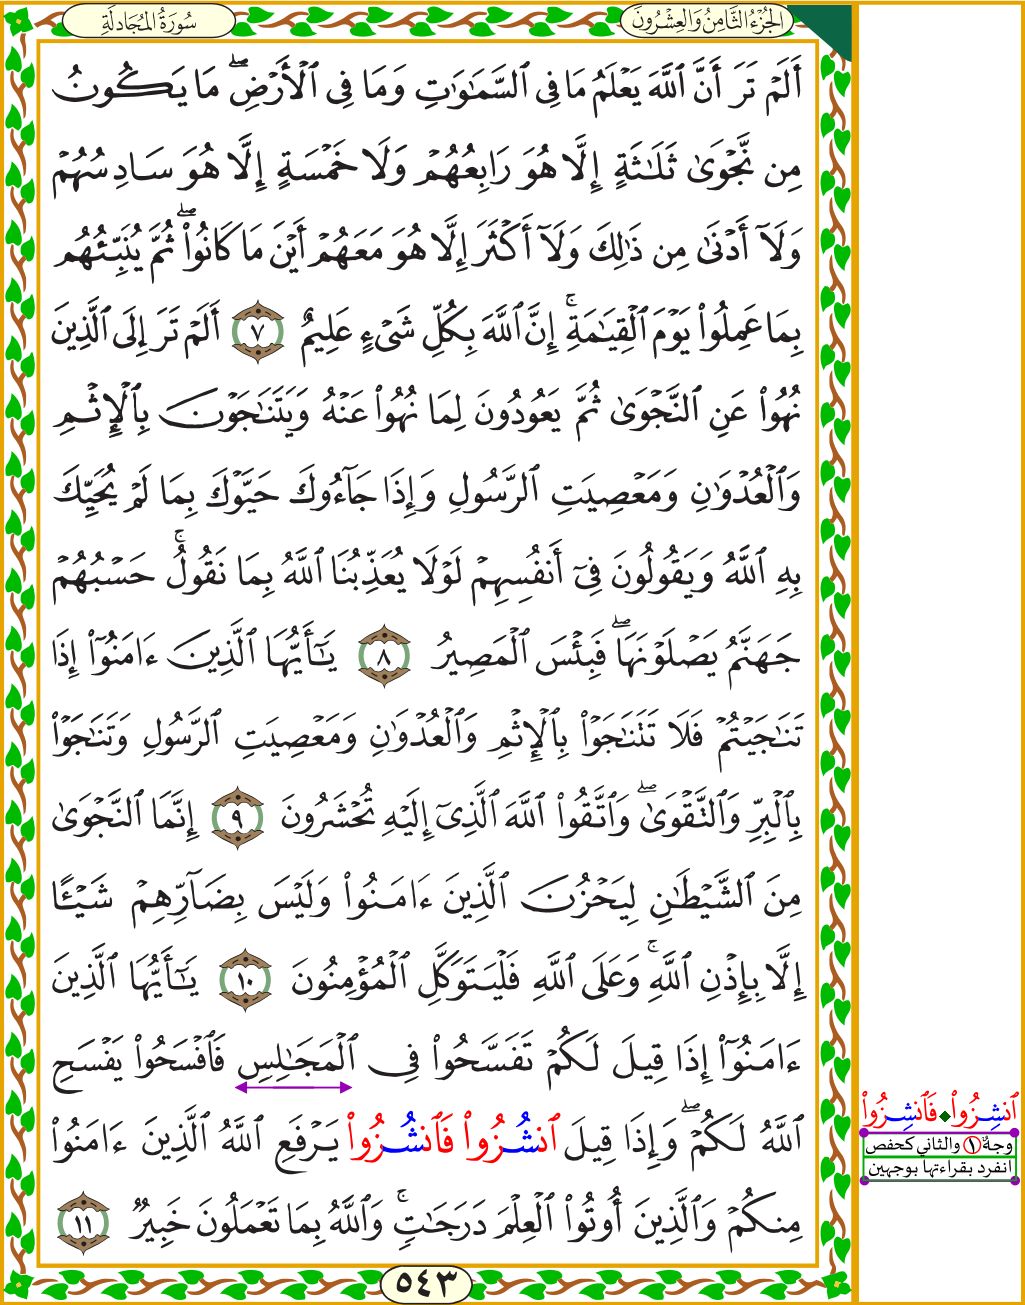 الجُزْءُ الثَّامِنُ وَالعِشْرُونَ
سُورَةُ المُجَادلَةِ
أَلَمۡ تَرَ أَنَّ ٱللَّهَ يَعۡلَمُ مَا فِي ٱلسَّمَٰوَٰتِ وَمَا فِي ٱلۡأَرۡضِۖ مَا يَكُونُ
مِن نَّجۡوَىٰ ثَلَٰثَةٍ إِلَّا هُوَ رَابِعُهُمۡ وَلَا خَمۡسَةٍ إِلَّا هُوَ سَادِسُهُمۡ
وَلَآ أَدۡنَىٰ مِن ذَٰلِكَ وَلَآ أَكۡثَرَ إِلَّا هُوَ مَعَهُمۡ أَيۡنَ مَا كَانُواْۖ ثُمَّ يُنَبِّئُهُم
بِمَا عَمِلُواْ يَوۡمَ ٱلۡقِيَٰمَةِۚ إِنَّ ٱللَّهَ بِكُلِّ شَيۡءٍ عَلِيمٌ ٧ أَلَمۡ تَرَ إِلَى ٱلَّذِينَ
نُهُواْ عَنِ ٱلنَّجۡوَىٰ ثُمَّ يَعُودُونَ لِمَا نُهُواْ عَنۡهُ وَيَتَنَٰجَوۡنَ بِٱلۡإِثۡمِ
وَٱلۡعُدۡوَٰنِ وَمَعۡصِيَتِ ٱلرَّسُولِ وَإِذَا جَآءُوكَ حَيَّوۡكَ بِمَا لَمۡ يُحَيِّكَ
بِهِ ٱللَّهُ وَيَقُولُونَ فِيٓ أَنفُسِهِمۡ لَوۡلَا يُعَذِّبُنَا ٱللَّهُ بِمَا نَقُولُۚ حَسۡبُهُمۡ
جَهَنَّمُ يَصۡلَوۡنَهَاۖ فَبِئۡسَ ٱلۡمَصِيرُ ٨ يَٰٓأَيُّهَا ٱلَّذِينَ ءَامَنُوٓاْ إِذَا
تَنَٰجَيۡتُمۡ فَلَا تَتَنَٰجَوۡاْ بِٱلۡإِثۡمِ وَٱلۡعُدۡوَٰنِ وَمَعۡصِيَتِ ٱلرَّسُولِ وَتَنَٰجَوۡاْ
بِٱلۡبِرِّ وَٱلتَّقۡوَىٰۖ وَٱتَّقُواْ ٱللَّهَ ٱلَّذِيٓ إِلَيۡهِ تُحۡشَرُونَ ٩ إِنَّمَا ٱلنَّجۡوَىٰ
مِنَ ٱلشَّيۡطَٰنِ لِيَحۡزُنَ ٱلَّذِينَ ءَامَنُواْ وَلَيۡسَ بِضَآرِّهِمۡ شَيۡـًٔا
إِلَّا بِإِذۡنِ ٱللَّهِۚ وَعَلَى ٱللَّهِ فَلۡيَتَوَكَّلِ ٱلۡمُؤۡمِنُونَ ١٠ يَٰٓأَيُّهَا ٱلَّذِينَ
ءَامَنُوٓاْ إِذَا قِيلَ لَكُمۡ تَفَسَّحُواْ فِي ٱلۡمَجَٰلِسِ فَٱفۡسَحُواْ يَفۡسَحِ
ٱللَّهُ لَكُمۡۖ وَإِذَا قِيلَ ٱنشُزُواْ فَٱنشُزُواْ يَرۡفَعِ ٱللَّهُ ٱلَّذِينَ ءَامَنُواْ
مِنكُمۡ وَٱلَّذِينَ أُوتُواْ ٱلۡعِلۡمَ دَرَجَٰتٖۚ وَٱللَّهُ بِمَا تَعۡمَلُونَ خَبِيرٞ ١١
٥٤٣
ٱنشِزُواْ ۞ فَٱنشِزُواْ
وجهٌ ١ والثاني كحفص
انفرد بقراءتها بوجهين